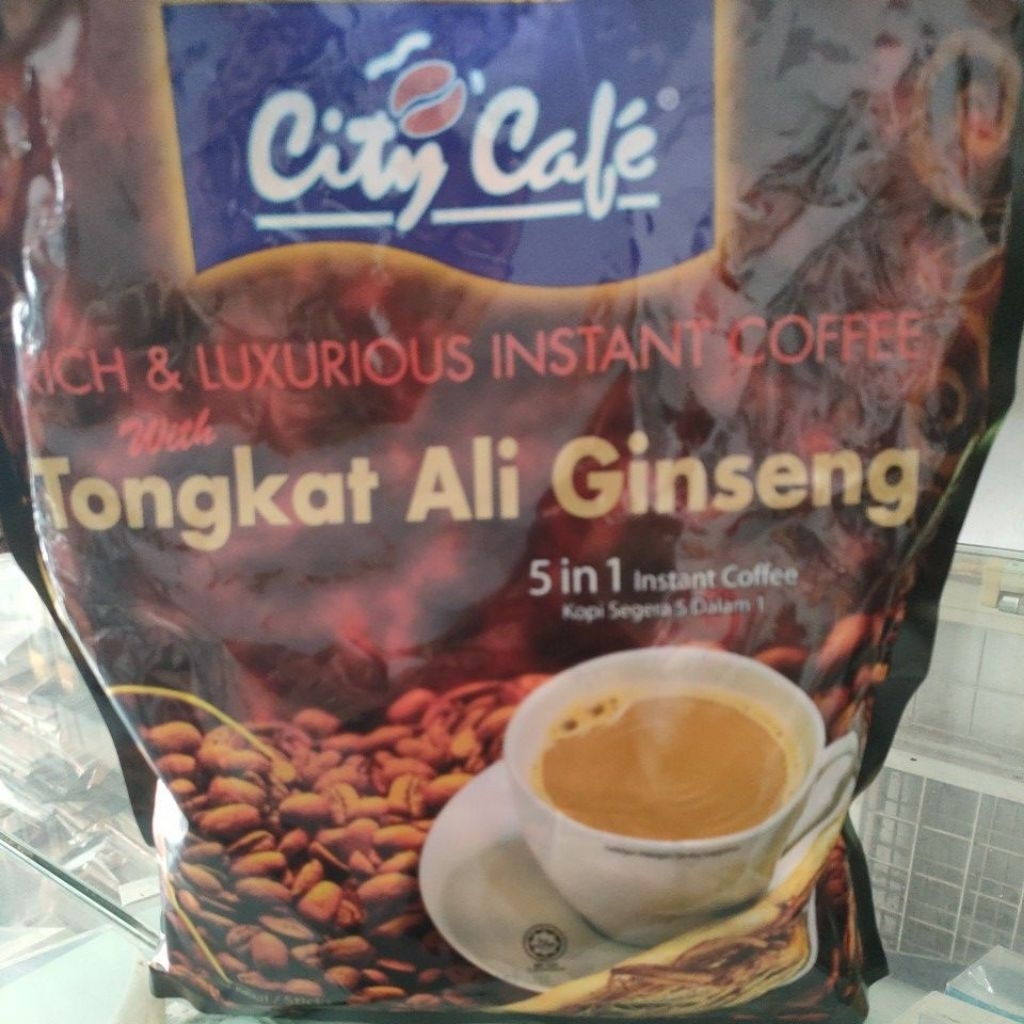 City Café
RICH & LUXURIOUS INSTANT COFFEE
With
Tongkat Ali Ginseng
5 in 1 Instant Coffee
Kopi Segera 5 Dalam 1